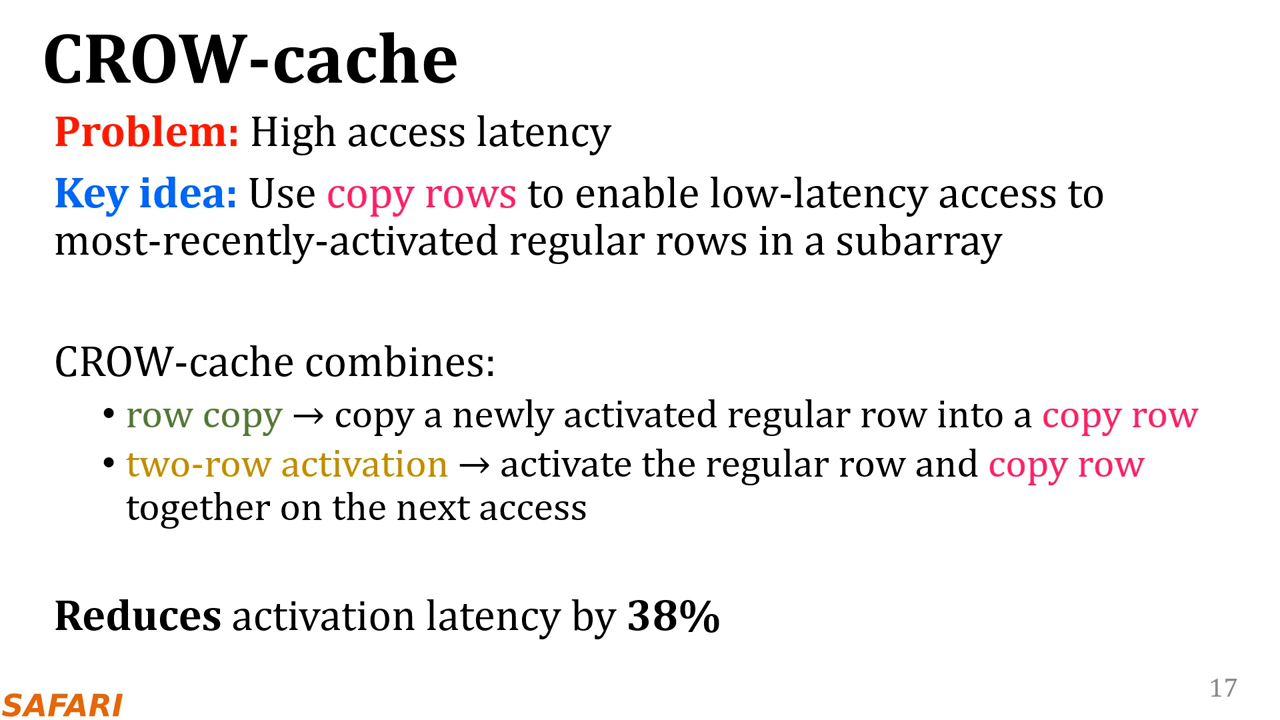 CROW-cache
Problem: High access latency
Key idea: Use copy rows to enable low-latency access to
most-recently-activated regular rows in a subarray
CROW-cache combines:
• row copy → copy a newly activated regular row into a copy row
• two-row activation → activate the regular row and copy row
together on the next access
Reduces activation latency by 38%
SAFARI
17